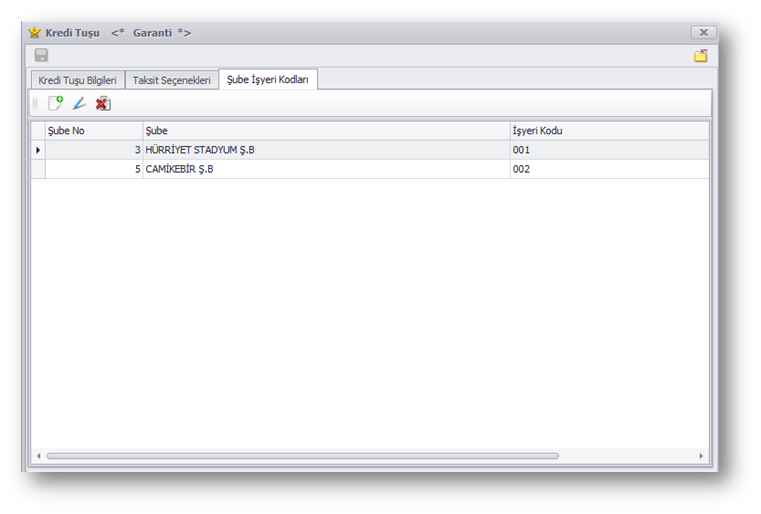 Kredi Tuşu <* Garanti *>
Kredi Tuşu Bilgileri Taksit Seçenekleri Şube İşyeri Kodları
Şube No Şube İşyeri Kodu
3 HÜRRİYET STADYUM Ş.B 001
5 CAMİKEBİR Ş.B 002